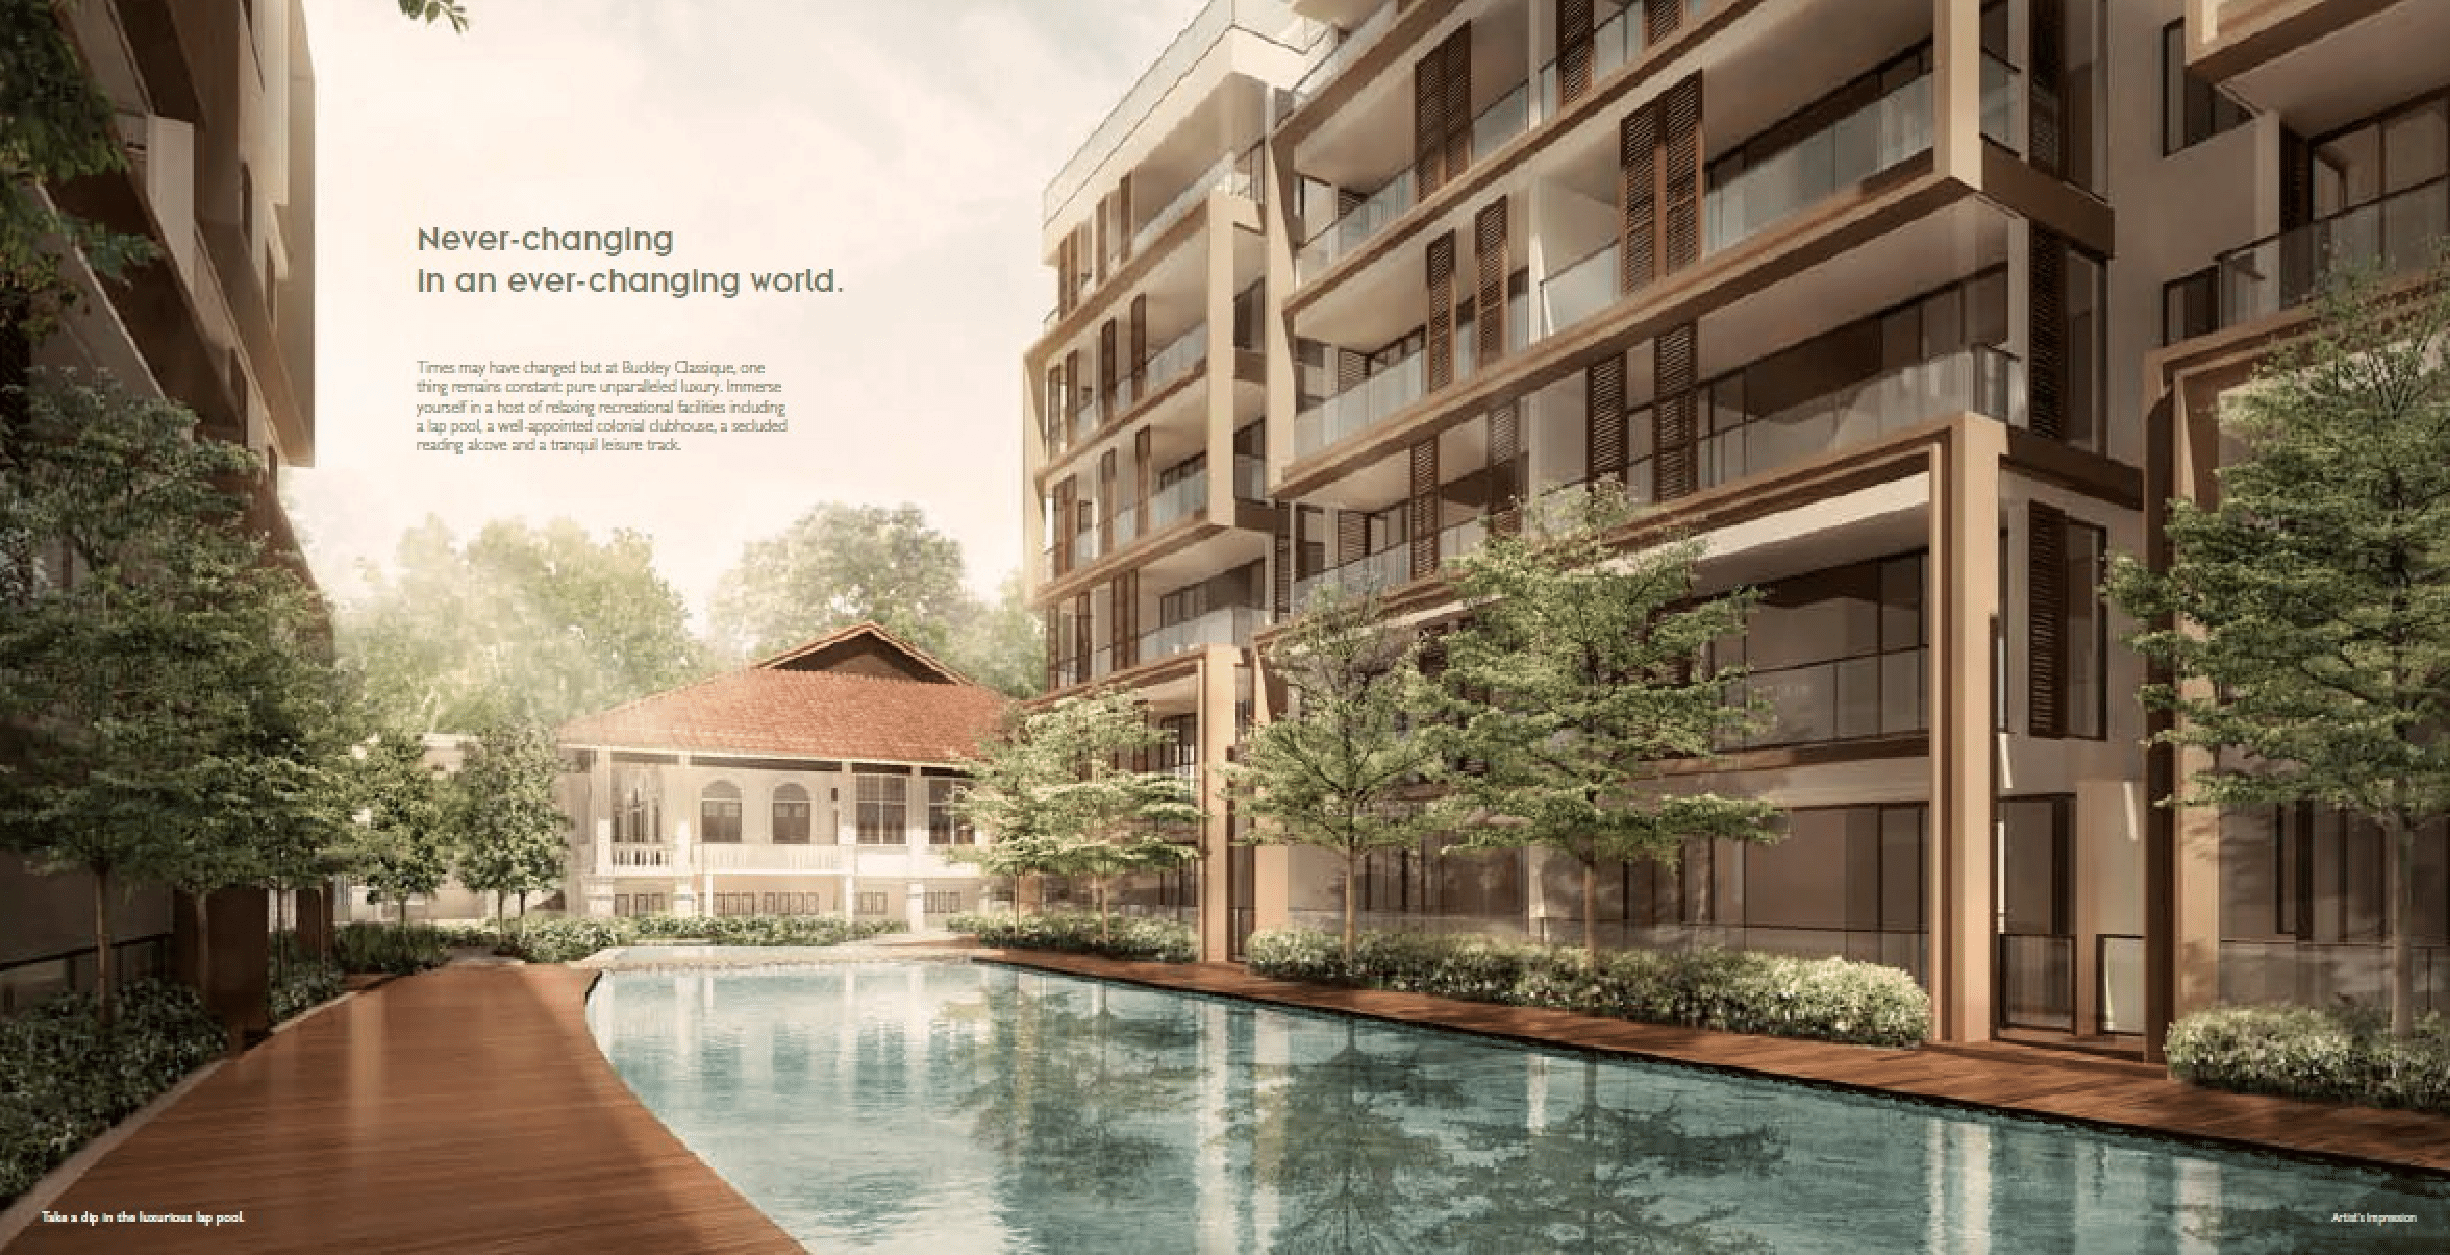 Never-changing
in an ever-changing world.
Times may have changed but at Buckley Classique, one
thing remains constant: pure unparalleled luxury. Immerse
yourself in a host of relaxing recreational facilities including
a lap pool, a well-appointed colonial clubhouse, a secluded
reading alcove and a tranquil leisure track.
Take a dip in the luxurious lap pool.
Artist's Impression